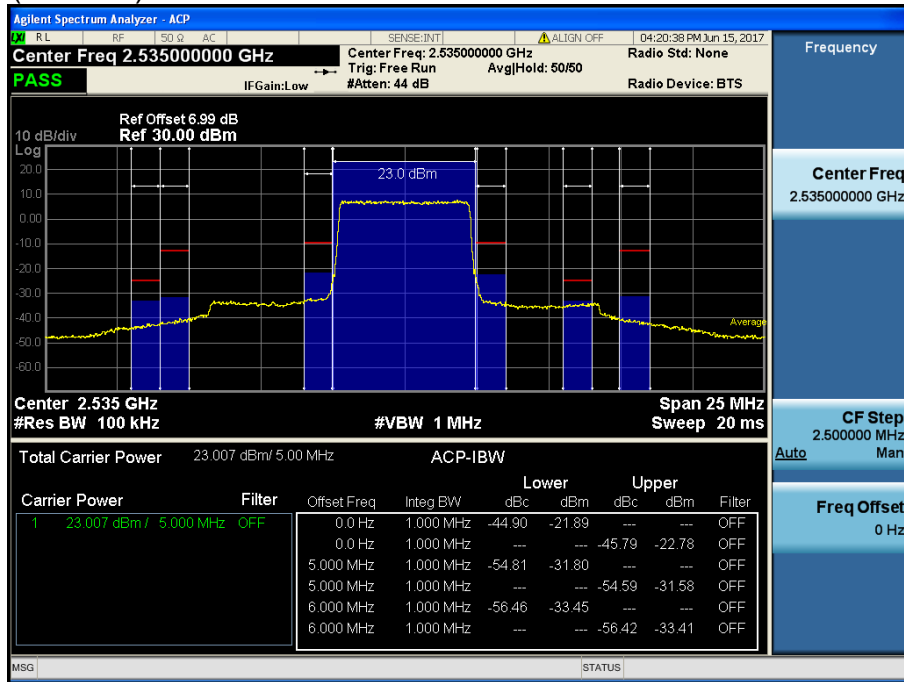 Agilent Spectrum Analyzer - ACP
LXI RL RF 50 Ω AC SENSE:INT ALIGN OFF 04:20:38 PM Jun 15, 2017
Center Freq 2.535000000 GHz
Center Freq: 2.535000000 GHz Radio Std: None
Trig: Free Run Avg|Hold: 50/50
PASS IFGain:Low #Atten: 44 dB Radio Device: BTS
Ref Offset 6.99 dB
10 dB/div Ref 30.00 dBm
Log
20.0
10.0
0.00
-10.0
-20.0
-30.0
-40.0
-50.0
-60.0
23.0 dBm
Average
Center 2.535 GHz Span 25 MHz
#Res BW 100 kHz #VBW 1 MHz Sweep 20 ms
Total Carrier Power 23.007 dBm/ 5.00 MHz ACP-IBW
Lower Upper
Carrier Power Filter Offset Freq Integ BW dBc dBm dBc dBm Filter
1 23.007 dBm / 5.000 MHz OFF 0.0 Hz 1.000 MHz -44.90 -21.89 --- --- OFF
0.0 Hz 1.000 MHz --- --- -45.79 -22.78 OFF
5.000 MHz 1.000 MHz -54.81 -31.80 --- --- OFF
5.000 MHz 1.000 MHz --- --- -54.59 -31.58 OFF
6.000 MHz 1.000 MHz -56.46 -33.45 --- --- OFF
6.000 MHz 1.000 MHz --- --- -56.42 -33.41 OFF
MSG STATUS
Frequency
Center Freq
2.535000000 GHz
CF Step
2.500000 MHz
Auto Man
Freq Offset
0 Hz